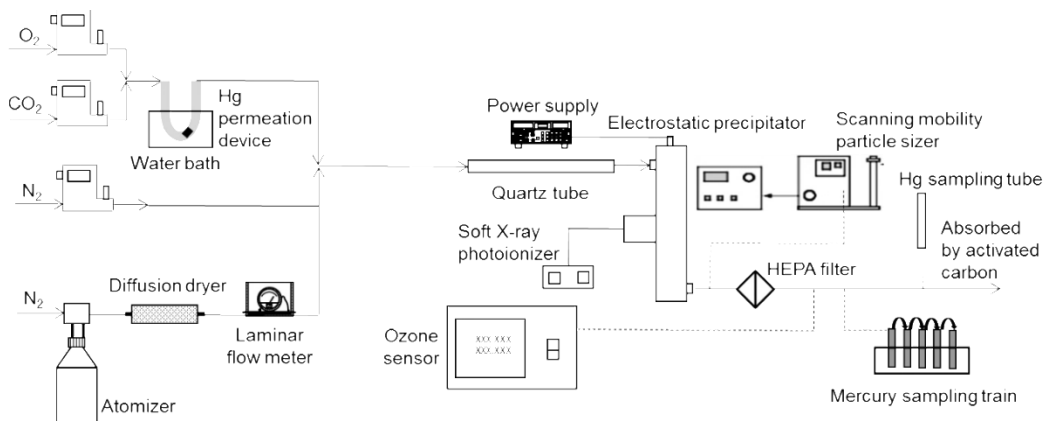 O2
CO2
N2
Hg
permeation
device
Water bath
N2
Diffusion dryer
Laminar
flow meter
Atomizer
Power supply
Electrostatic precipitator
Quartz tube
Soft X-ray
photoionizer
Ozone
sensor
XXX XXX
XXX XXX
Scanning mobility
particle sizer
Hg sampling tube
Absorbed
by activated
carbon
HEPA filter
Mercury sampling train